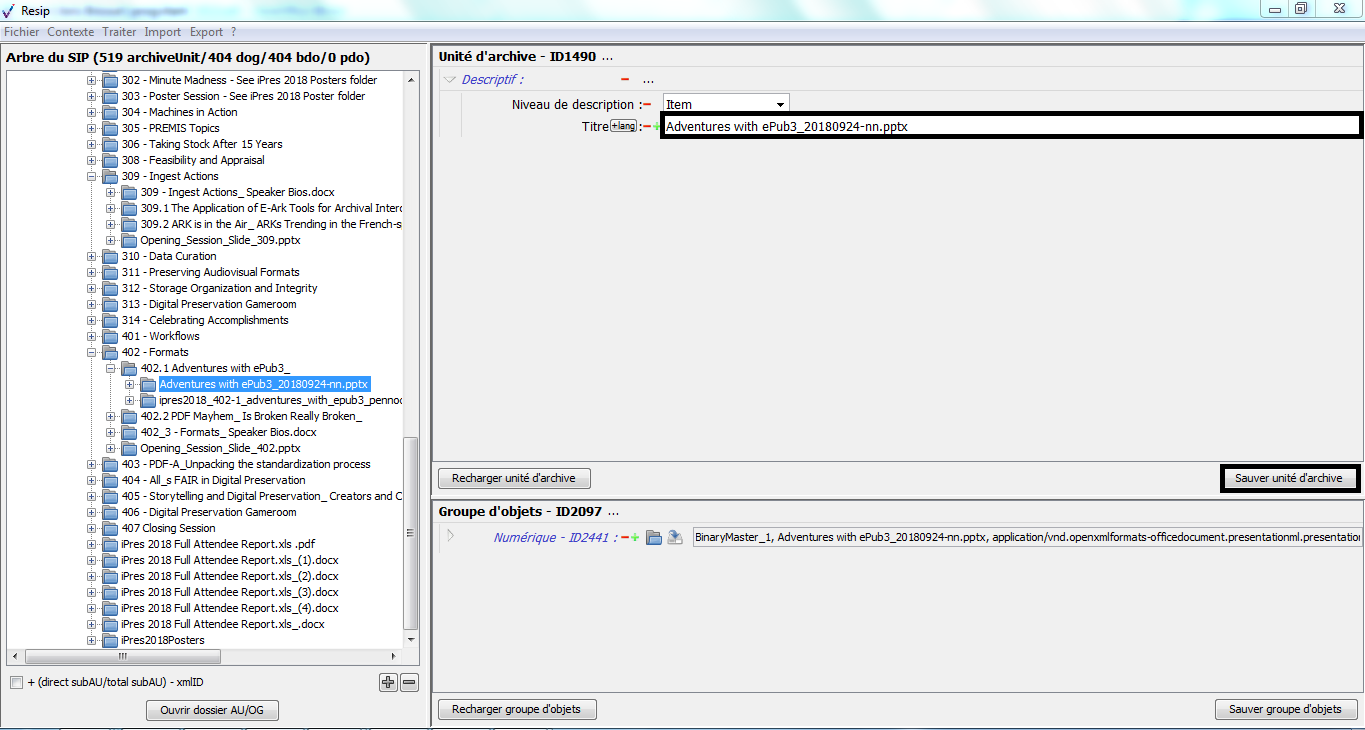 Resip
Fichier Contexte Traiter Import Export ?
Arbre du SIP (519 archiveUnit/404 dog/404 bdo/0 pdo)
302 - Minute Madness - See iPres 2018 Posters folder
303 - Poster Session - See iPres 2018 Poster folder
304 - Machines in Action
305 - PREMIS Topics
306 - Taking Stock After 15 Years
308 - Feasibility and Appraisal
309 - Ingest Actions
309 - Ingest Actions_ Speaker Bios.docx
309.1 The Application of E-Ark Tools for Archival Interc
309.2 ARK is in the Air_ ARKs Trending in the French-s
Opening_Session_Slide_309.pptx
310 - Data Curation
311 - Preserving Audiovisual Formats
312 - Storage Organization and Integrity
313 - Digital Preservation Gameroom
314 - Celebrating Accomplishments
401 - Workflows
402 - Formats
402.1 Adventures with ePub3_
Adventures with ePub3_20180924-nn.pptx
ipres2018_402-1_adventures_with_epub3_pennoc
402.2 PDF Mayhem_ Is Broken Really Broken_
402_3 - Formats_ Speaker Bios.docx
Opening_Session_Slide_402.pptx
403 - PDF-A_Unpacking the standardization process
404 - All_s FAIR in Digital Preservation
405 - Storytelling and Digital Preservation_ Creators and C
406 - Digital Preservation Gameroom
407 Closing Session
iPres 2018 Full Attendee Report.xls .pdf
iPres 2018 Full Attendee Report.xls_(1).docx
iPres 2018 Full Attendee Report.xls_(2).docx
iPres 2018 Full Attendee Report.xls_(3).docx
iPres 2018 Full Attendee Report.xls_(4).docx
iPres 2018 Full Attendee Report.xls_.docx
iPres2018Posters
+ (direct subAU/total subAU) - xmlID
Ouvrir dossier AU/OG
Unité d'archive - ID1490 ...
Descriptif : ...
Niveau de description : Item
Titre +lang : Adventures with ePub3_20180924-nn.pptx
Recharger unité d'archive Sauver unité d'archive
Groupe d'objets - ID2097 ...
Numérique - ID2441 : BinaryMaster_1, Adventures with ePub3_20180924-nn.pptx, application/vnd.openxmlformats-officedocument.presentationml.presentation
Recharger groupe d'objets Sauver groupe d'objets